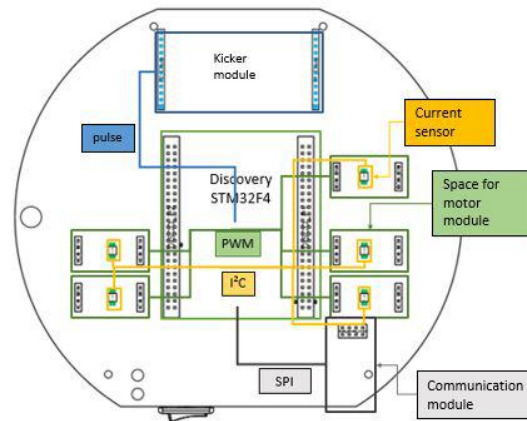 Kicker
module
pulse
Current
sensor
Discovery
STM32F4
Space for
motor
module
PWM
I²C
SPI
Communication
module